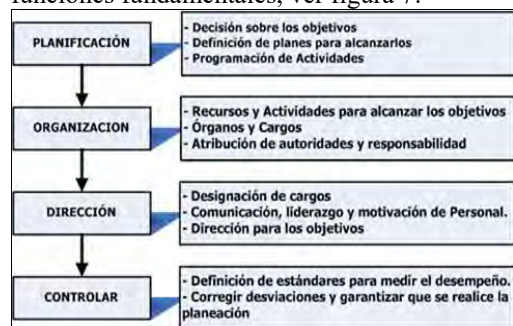 funciones fundamentales, ver figura 7.
PLANIFICACIÓN
- Decisión sobre los objetivos
- Definición de planes para alcanzarlos
- Programación de Actividades
ORGANIZACION
- Recursos y Actividades para alcanzar los objetivos
- Órganos y Cargos
- Atribución de autoridades y responsabilidad
DIRECCIÓN
- Designación de cargos
- Comunicación, liderazgo y motivación de Personal.
- Dirección para los objetivos
CONTROLAR
- Definición de estándares para medir el desempeño.
- Corregir desviaciones y garantizar que se realice la
planeación